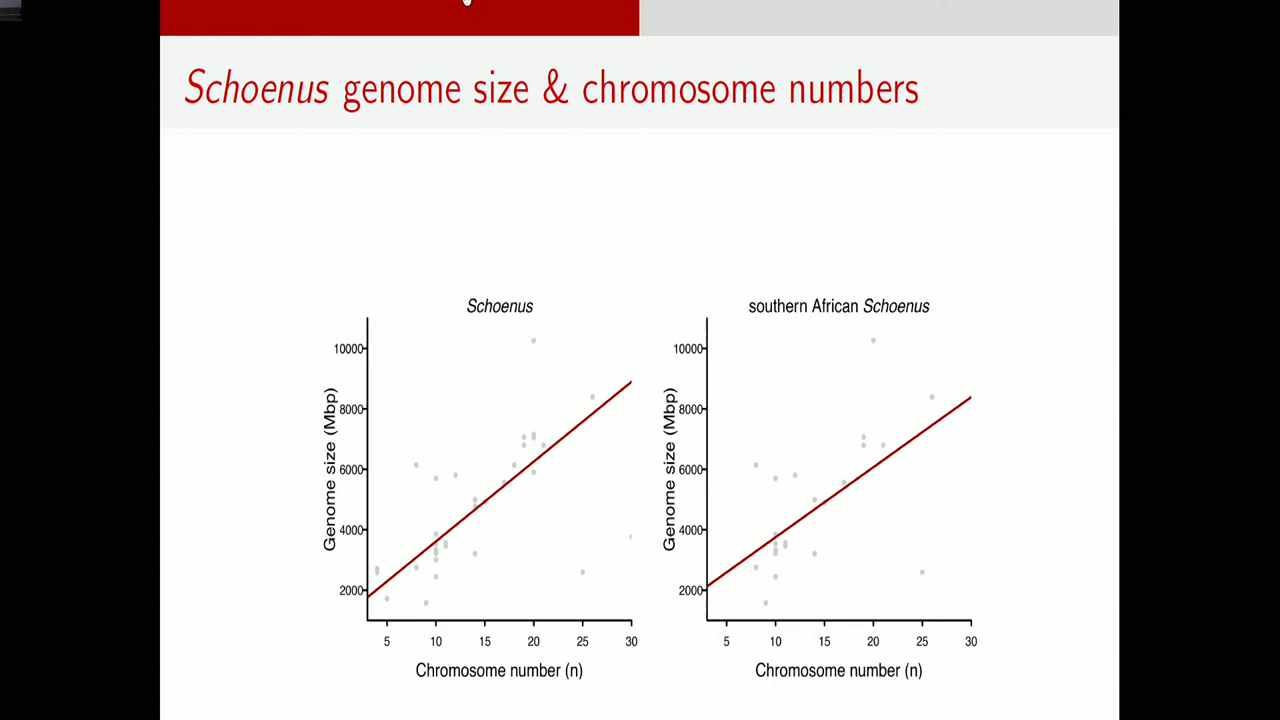 Schoenus genome size & chromosome numbers
Schoenus
Genome size (Mbp)
10000
8000
6000
4000
2000
5 10 15 20 25 30
Chromosome number (n)
southern African Schoenus
Genome size (Mbp)
10000
8000
6000
4000
2000
5 10 15 20 25 30
Chromosome number (n)